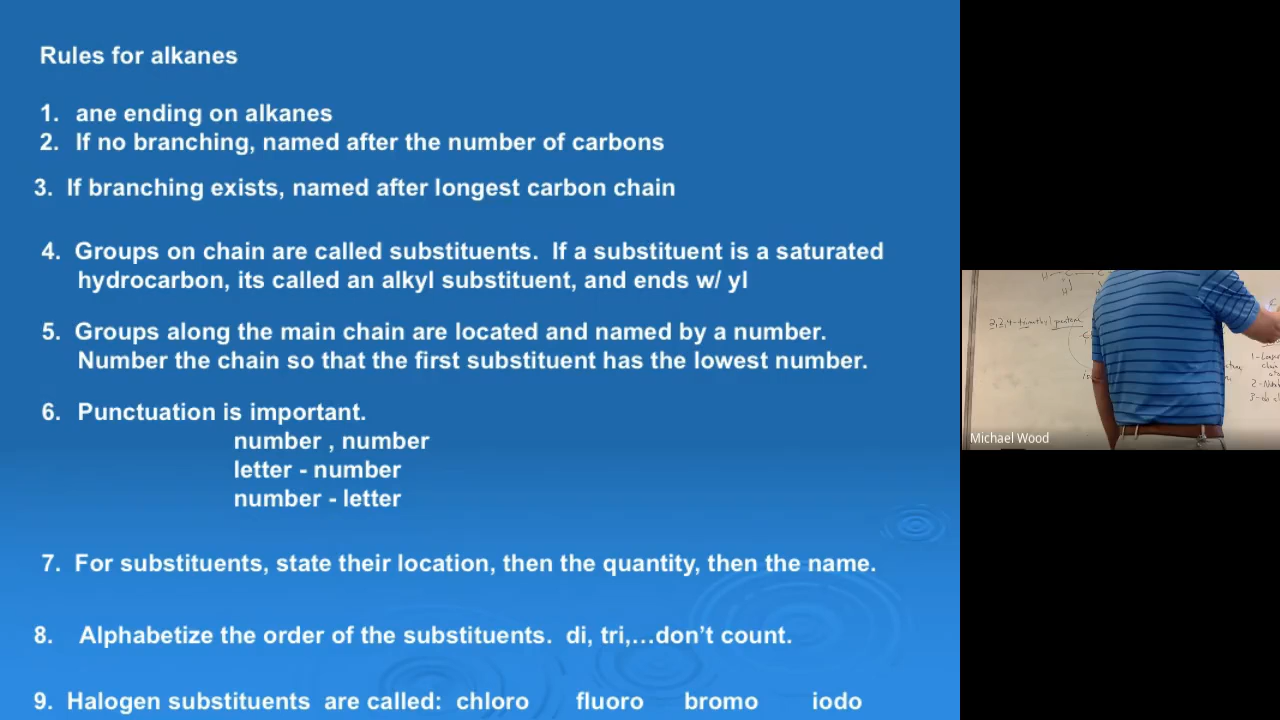 Rules for alkanes
1. ane ending on alkanes
2. If no branching, named after the number of carbons
3. If branching exists, named after longest carbon chain
4. Groups on chain are called substituents. If a substituent is a saturated
hydrocarbon, its called an alkyl substituent, and ends w/ yl
5. Groups along the main chain are located and named by a number.
Number the chain so that the first substituent has the lowest number.
6. Punctuation is important.
number , number
letter - number
number - letter
7. For substituents, state their location, then the quantity, then the name.
8. Alphabetize the order of the substituents. di, tri,...don't count.
9. Halogen substituents are called: chloro fluoro bromo iodo
Michael Wood